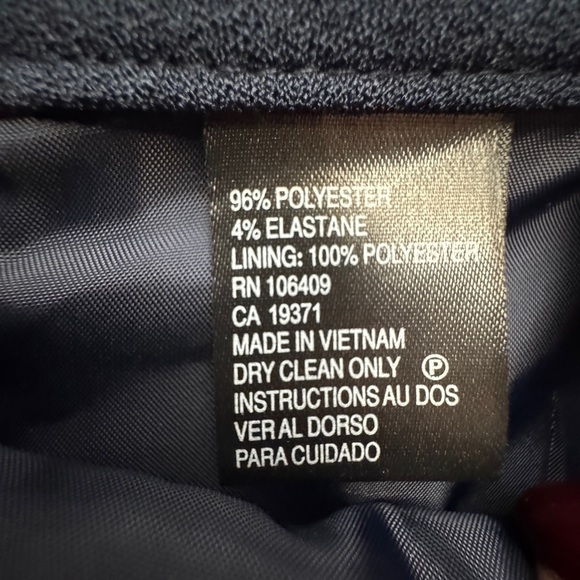 96% POLYESTER
4% ELASTANE
LINING: 100% POLYESTER
RN 106409
CA 19371
MADE IN VIETNAM
DRY CLEAN ONLY Ⓟ
INSTRUCTIONS AU DOS
VER AL DORSO
PARA CUIDADO